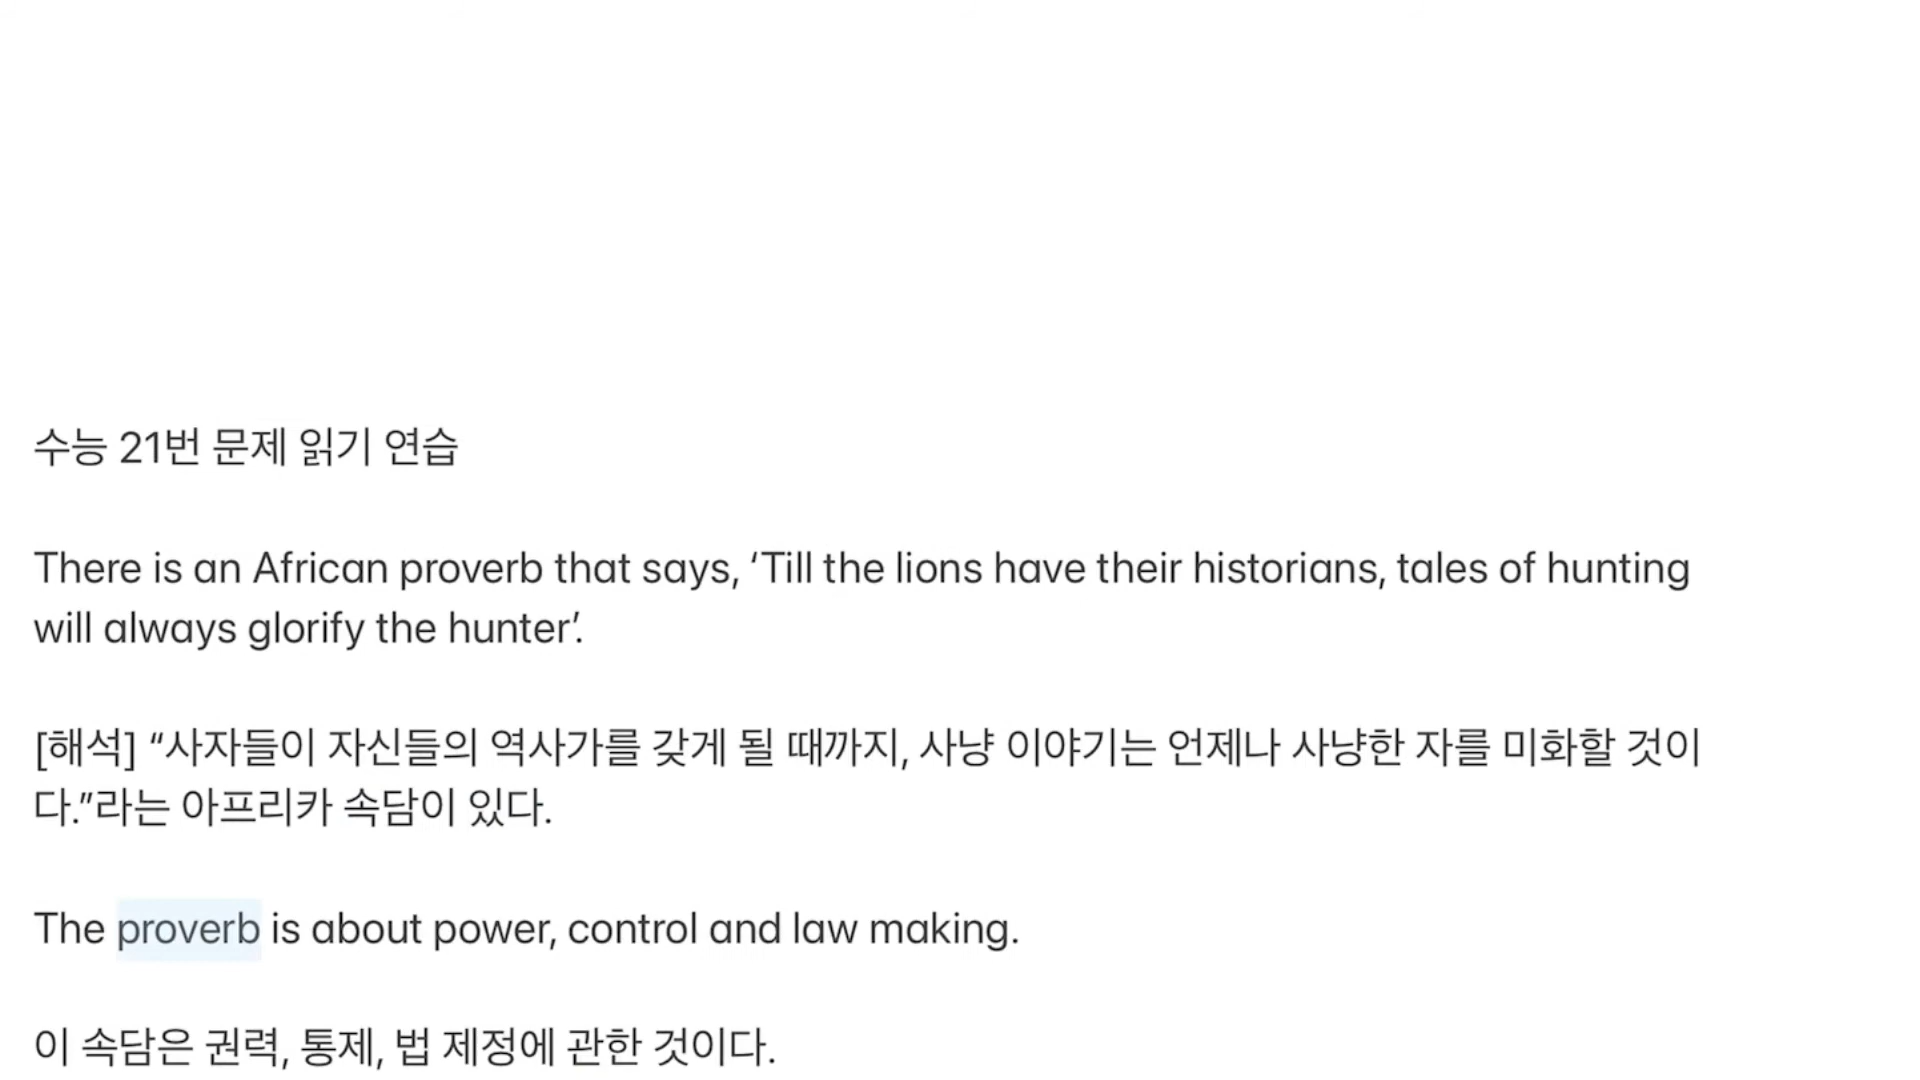 수능 21번 문제 읽기 연습
There is an African proverb that says, ‘Till the lions have their historians, tales of hunting
will always glorify the hunter’.
[해석] “사자들이 자신들의 역사가를 갖게 될 때까지, 사냥 이야기는 언제나 사냥한 자를 미화할 것이
다.”라는 아프리카 속담이 있다.
The proverb is about power, control and law making.
이 속담은 권력, 통제, 법 제정에 관한 것이다.